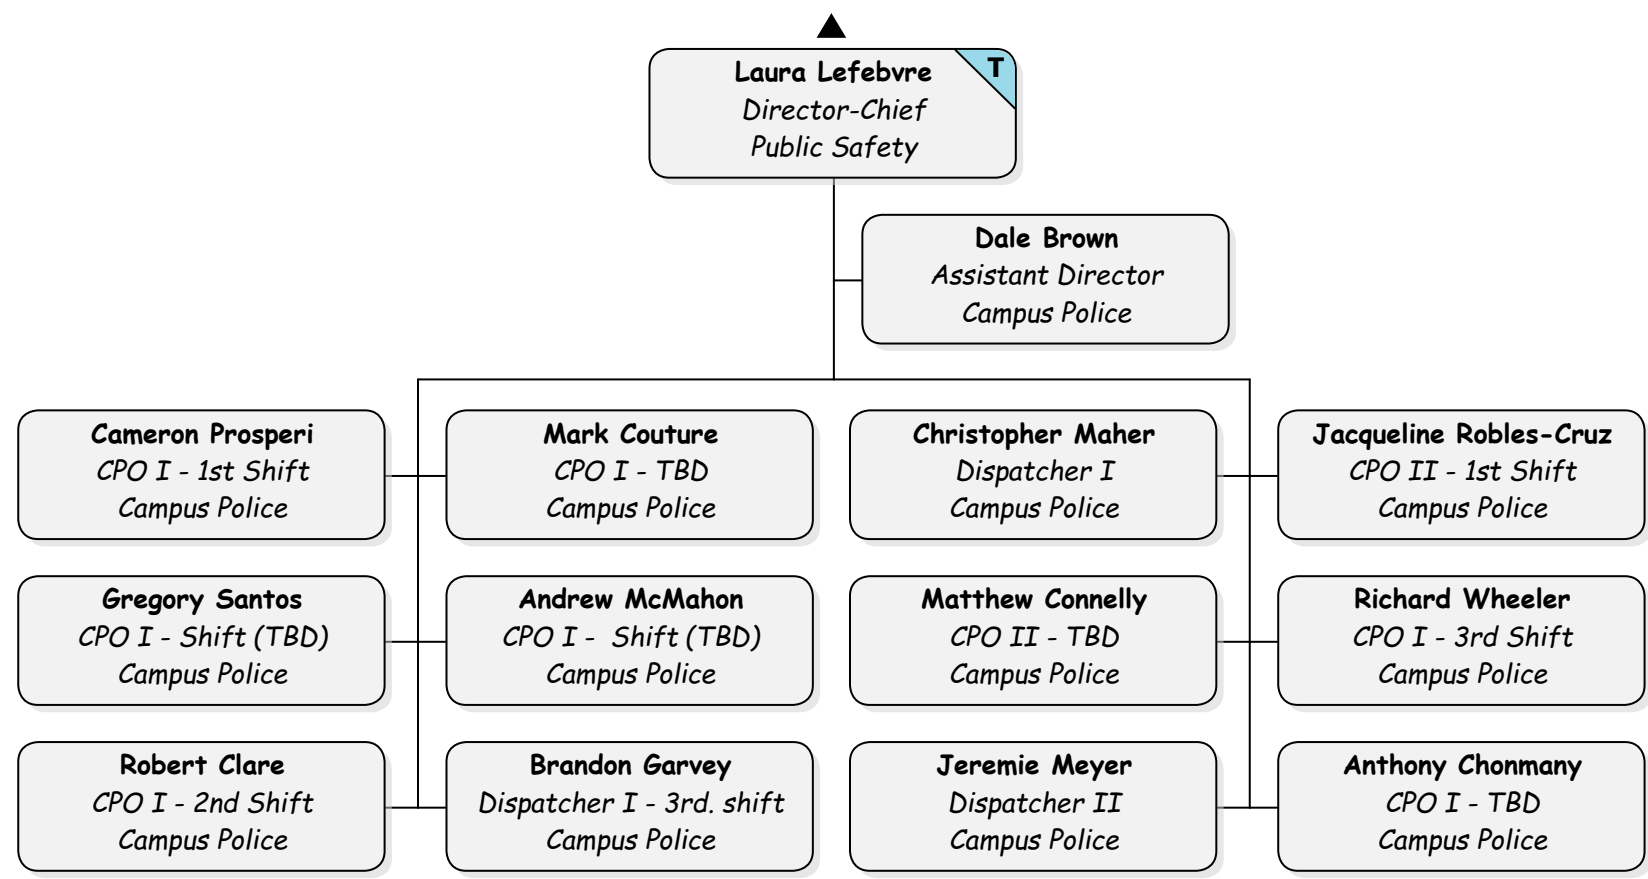 T
Laura Lefebvre
Director-Chief
Public Safety
Dale Brown
Assistant Director
Campus Police
Cameron Prosperi
CPO I - 1st Shift
Campus Police
Mark Couture
CPO I - TBD
Campus Police
Christopher Maher
Dispatcher I
Campus Police
Jacqueline Robles-Cruz
CPO II - 1st Shift
Campus Police
Gregory Santos
CPO I - Shift (TBD)
Campus Police
Andrew McMahon
CPO I -  Shift (TBD)
Campus Police
Matthew Connelly
CPO II - TBD
Campus Police
Richard Wheeler
CPO I - 3rd Shift
Campus Police
Robert Clare
CPO I - 2nd Shift
Campus Police
Brandon Garvey
Dispatcher I - 3rd. shift
Campus Police
Jeremie Meyer
Dispatcher II
Campus Police
Anthony Chonmany
CPO I - TBD
Campus Police